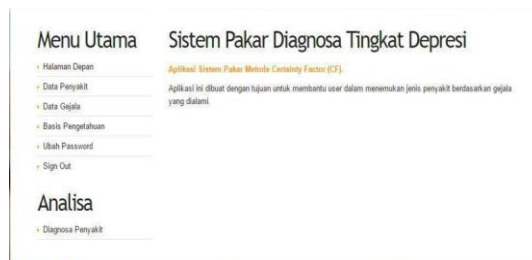 Menu Utama
Halaman Depan
Data Penyakit
Data Gejala
Basis Pengetahuan
Ubah Password
Sign Out
Analisa
Diagnosa Penyakit
Sistem Pakar Diagnosa Tingkat Depresi
Aplikasi Sistem Pakar Metode Certainty Factor (CF).
Aplikasi ini dibuat dengan tujuan untuk membantu user dalam menemukan jenis penyakit berdasarkan gejala
yang dialami.